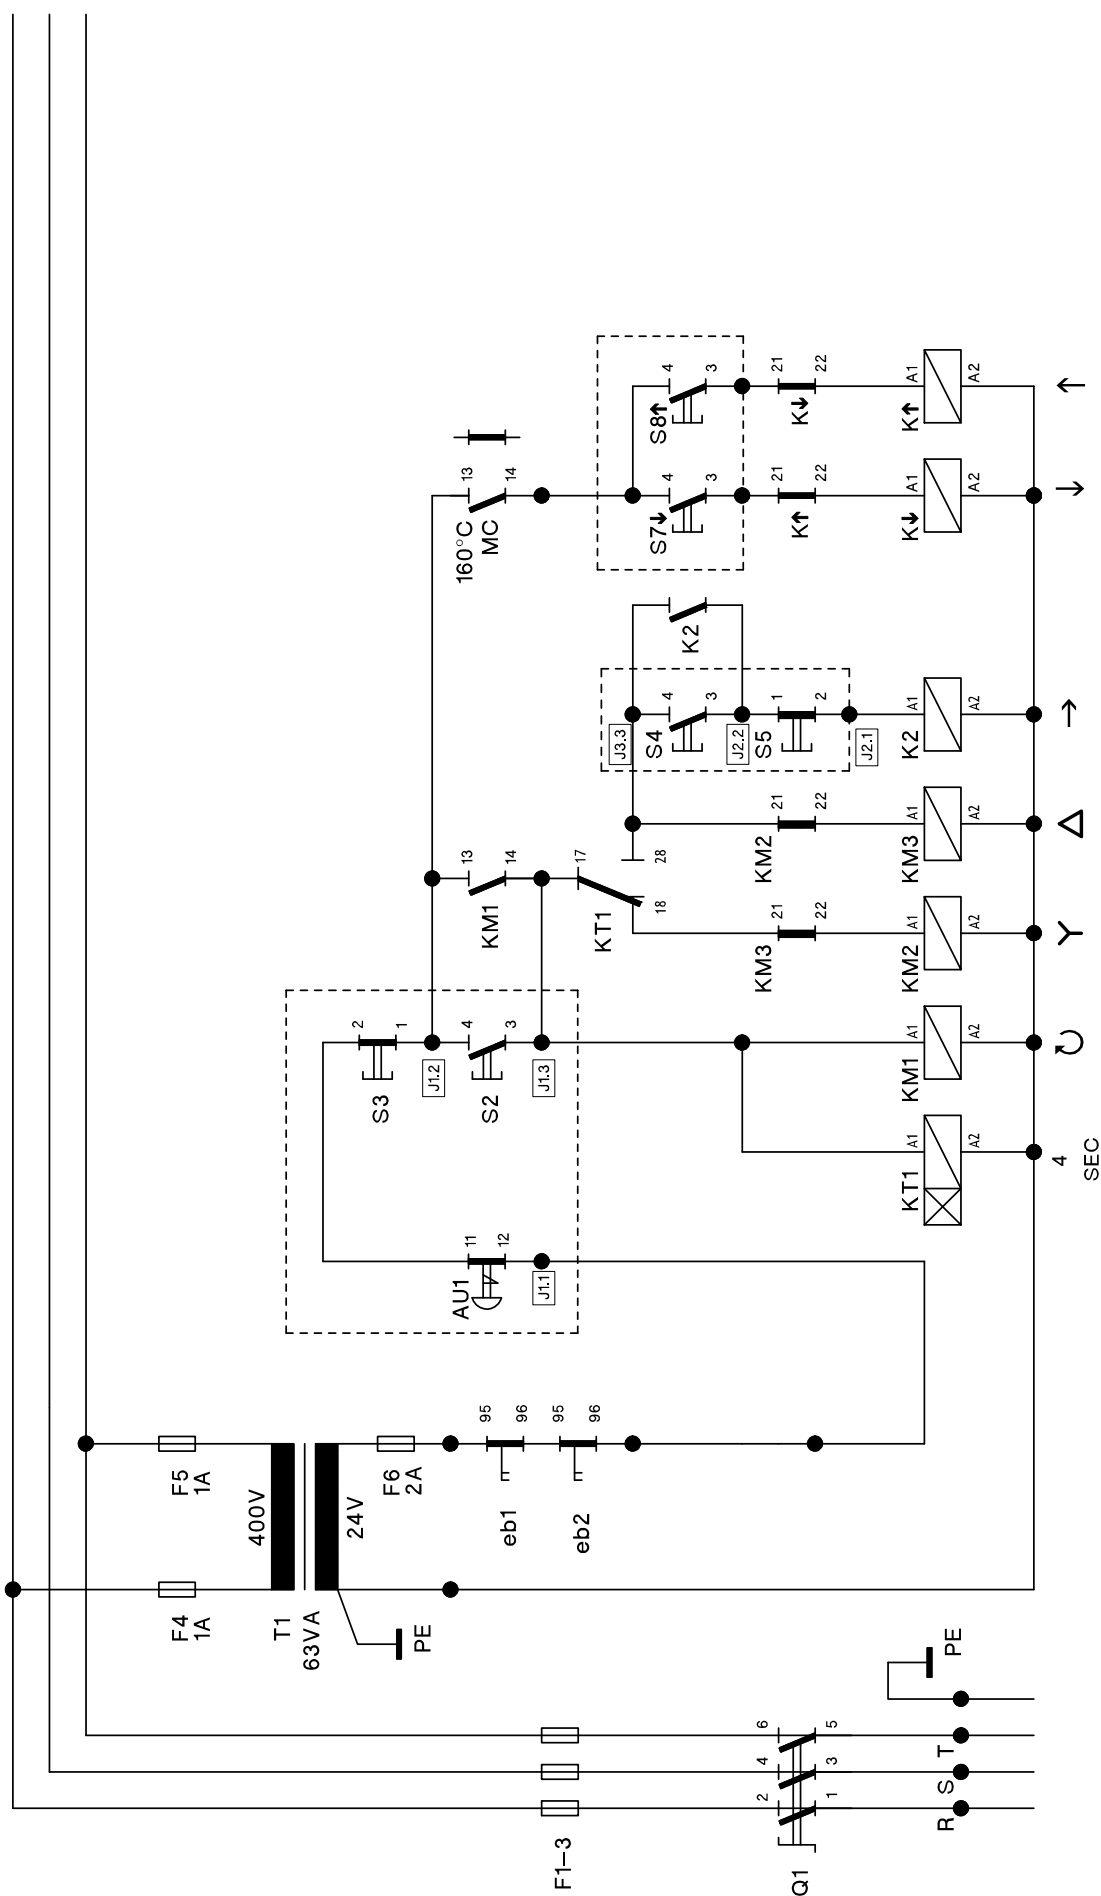 F1-3
Q1
2
4
6
1
3
5
R
S
T
PE
F4
1A
F5
1A
T1
63VA
400V
24V
PE
F6
2A
eb1
95
96
eb2
95
96
AU1
11
12
J1.1
S3
2
1
J1.2
S2
4
3
J1.3
KM1
13
14
KT1
17
18
28
KM3
21
22
KM2
21
22
J3.3
S4
4
3
J2.2
S5
1
2
J2.1
K2
160°C
MC
13
14
S7↓
4
3
S8↑
4
3
K↑
21
22
K↓
21
22
KT1
A1
A2
KM1
A1
A2
KM2
A1
A2
KM3
A1
A2
K2
A1
A2
K↓
A1
A2
K↑
A1
A2
4
SEC
Y
Δ
→
↓
↑